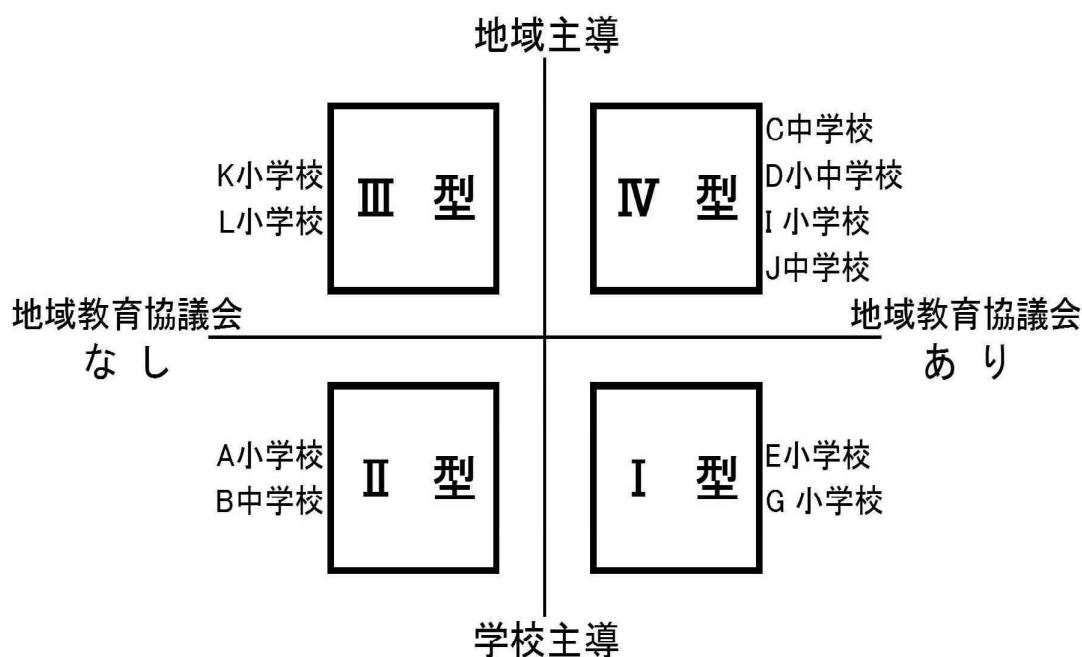 地域主導
K小学校
L小学校
Ⅲ 型
Ⅳ 型
C中学校
D小中学校
I 小学校
J中学校
地域教育協議会
な し
地域教育協議会
あ り
A小学校
B中学校
Ⅱ 型
Ⅰ 型
E小学校
G 小学校
学校主導